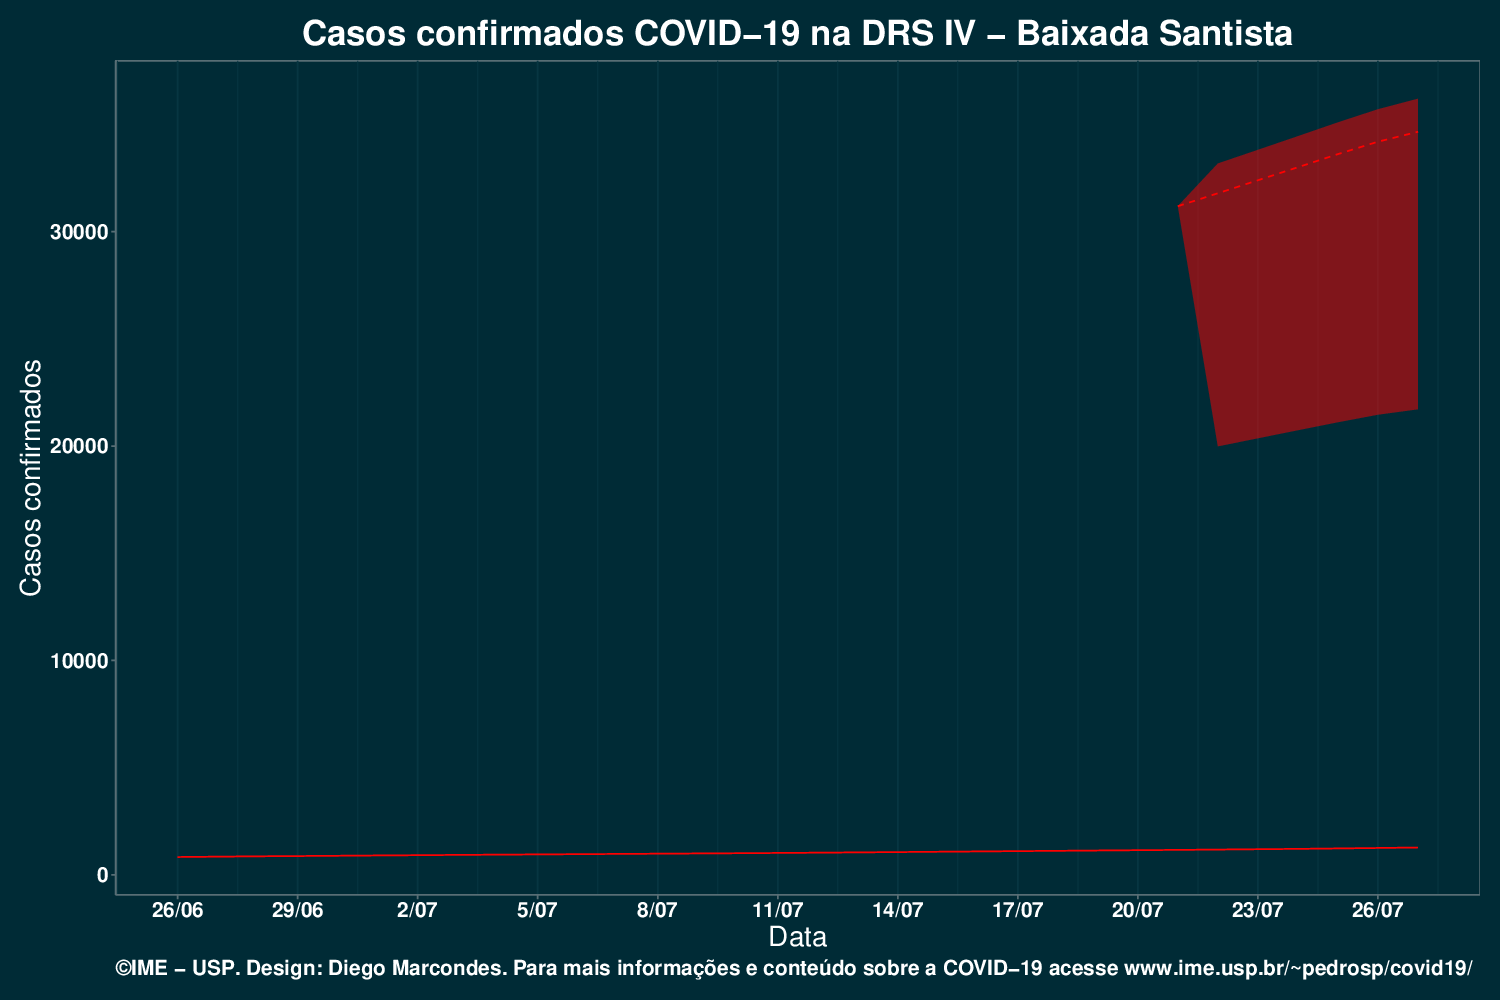 Casos confirmados COVID−19 na DRS IV − Baixada Santista
Casos confirmados
30000
20000
10000
0
26/06 29/06 2/07 5/07 8/07 11/07 14/07 17/07 20/07 23/07 26/07
Data
©IME − USP. Design: Diego Marcondes. Para mais informações e conteúdo sobre a COVID−19 acesse www.ime.usp.br/~pedrosp/covid19/